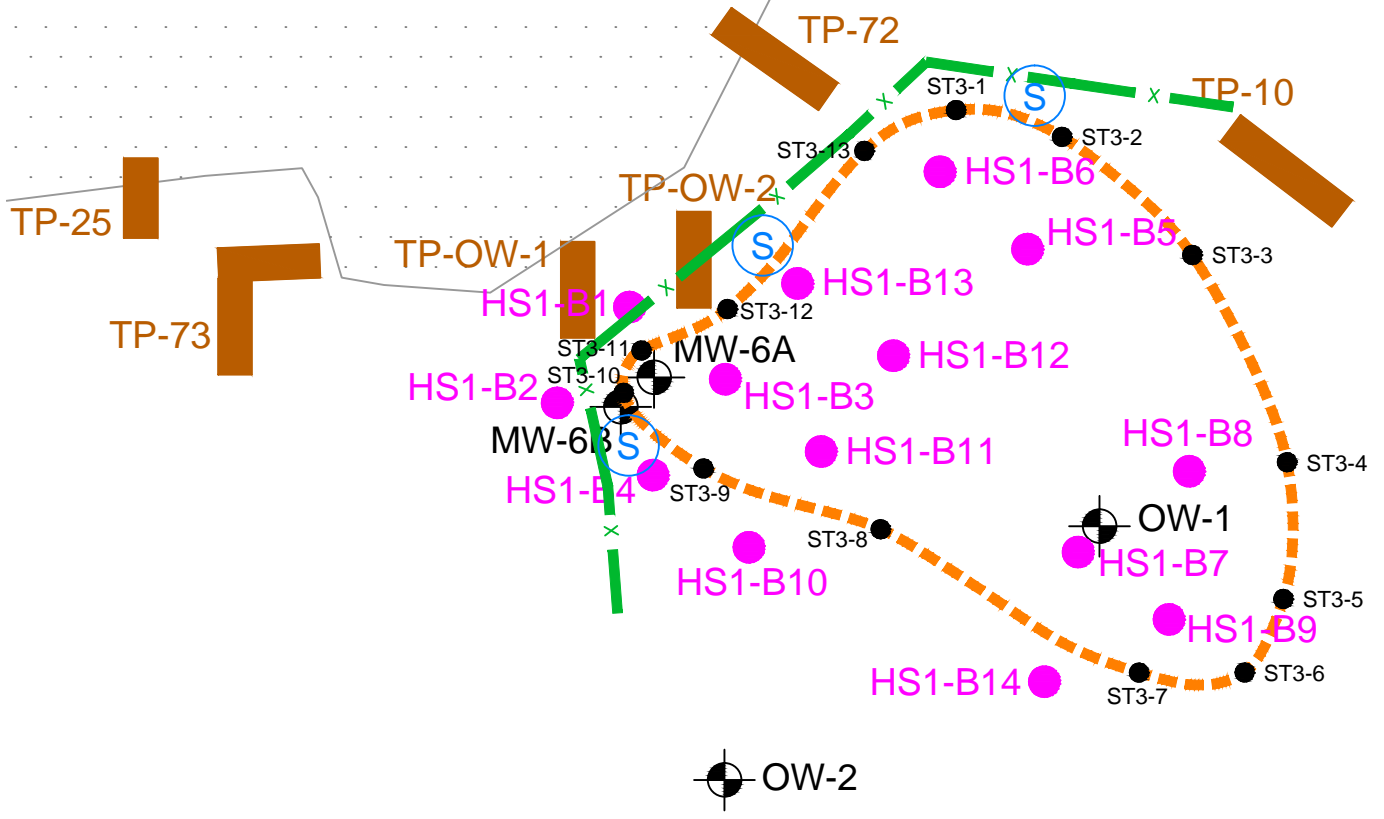 TP-72
ST3-1
S
TP-10
ST3-2
ST3-13
HS1-B6
TP-OW-2
TP-25
HS1-B5
TP-OW-1
S
ST3-3
HS1-B13
HS1-B1
ST3-12
TP-73
ST3-11
MW-6A
HS1-B12
ST3-10
HS1-B2
HS1-B3
MW-6B
S
HS1-B11
HS1-B8
ST3-4
HS1-B4
ST3-9
OW-1
ST3-8
HS1-B7
HS1-B10
ST3-5
HS1-B9
HS1-B14
ST3-7
ST3-6
OW-2